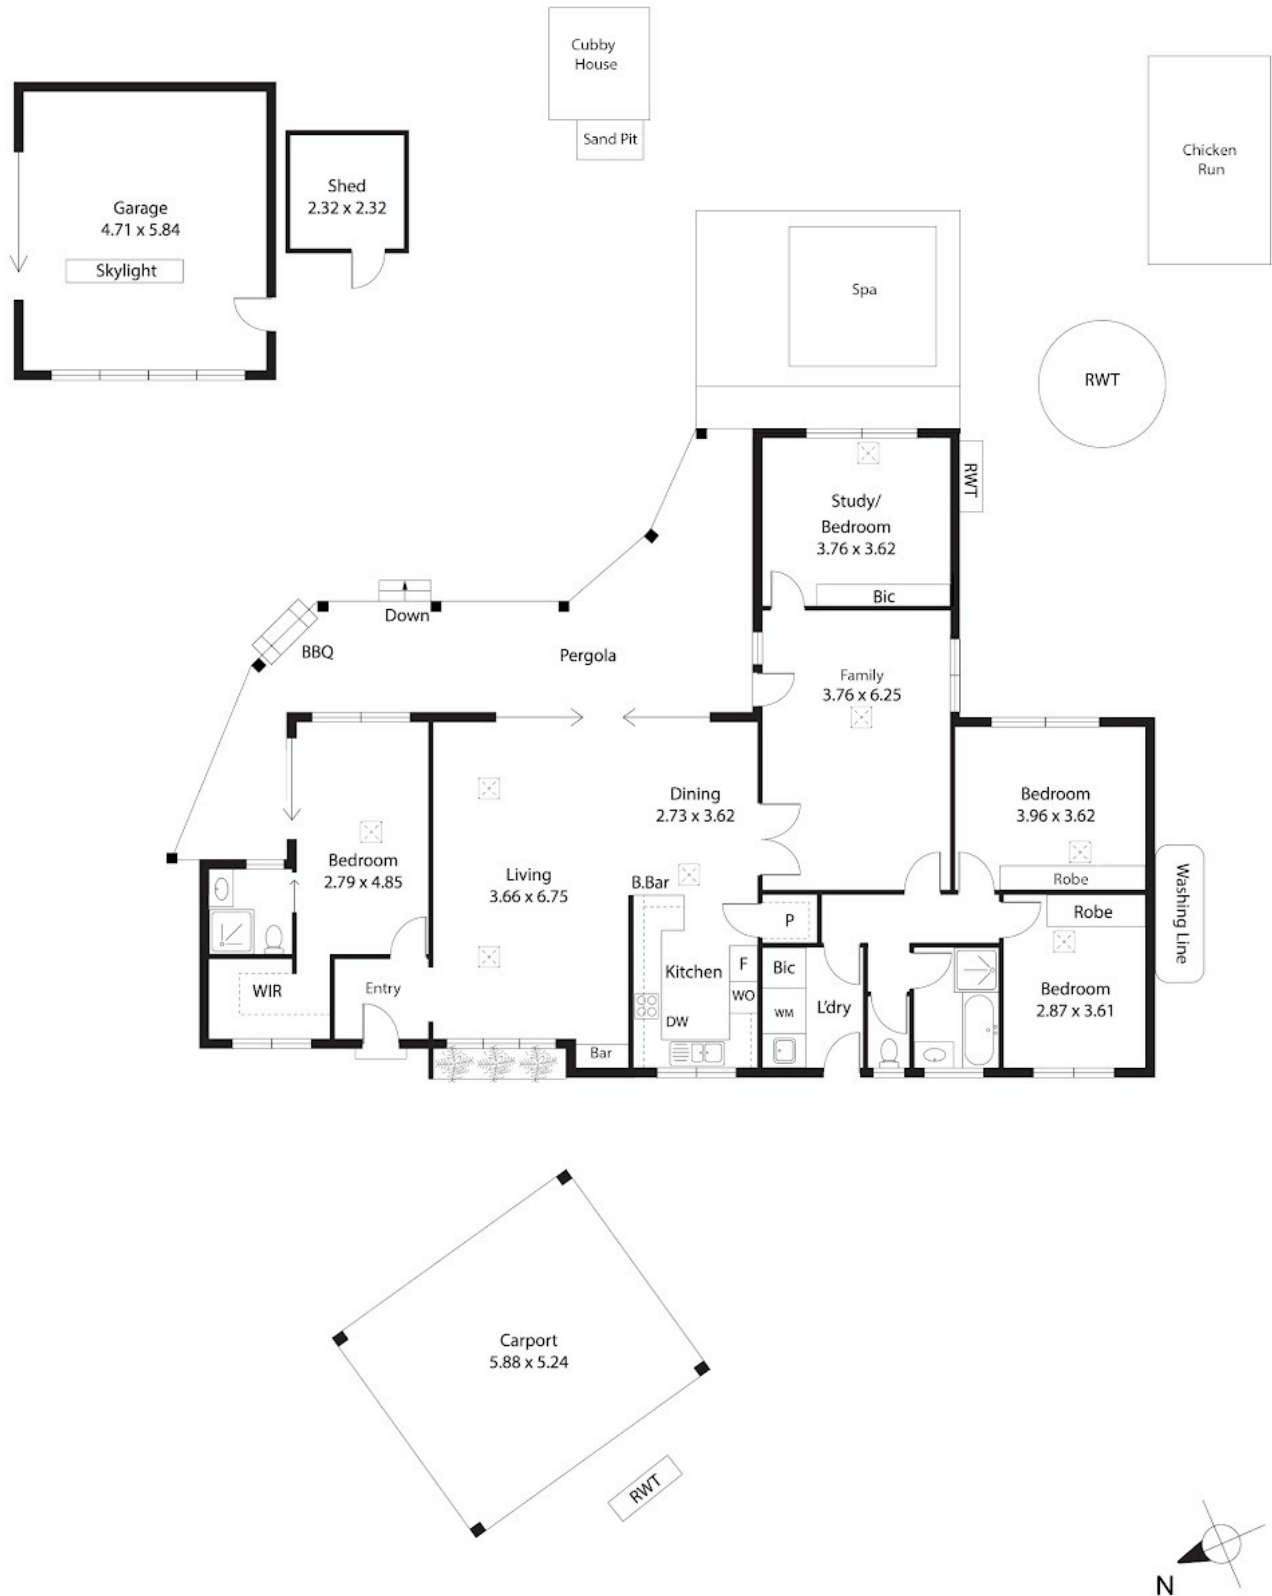 Cubby
House
Sand Pit
Chicken
Run
Garage
4.71 x 5.84
Skylight
Shed
2.32 x 2.32
Spa
RWT
RWT
Study/
Bedroom
3.76 x 3.62
Bic
Down
BBQ
Pergola
Family
3.76 x 6.25
Dining
2.73 x 3.62
Bedroom
3.96 x 3.62
Robe
Bedroom
2.79 x 4.85
Living
3.66 x 6.75
B.Bar
Washing Line
P
Robe
WIR
Entry
Kitchen
F
WO
DW
Bar
Bic
WM
L'dry
Bedroom
2.87 x 3.61
Carport
5.88 x 5.24
RWT
N